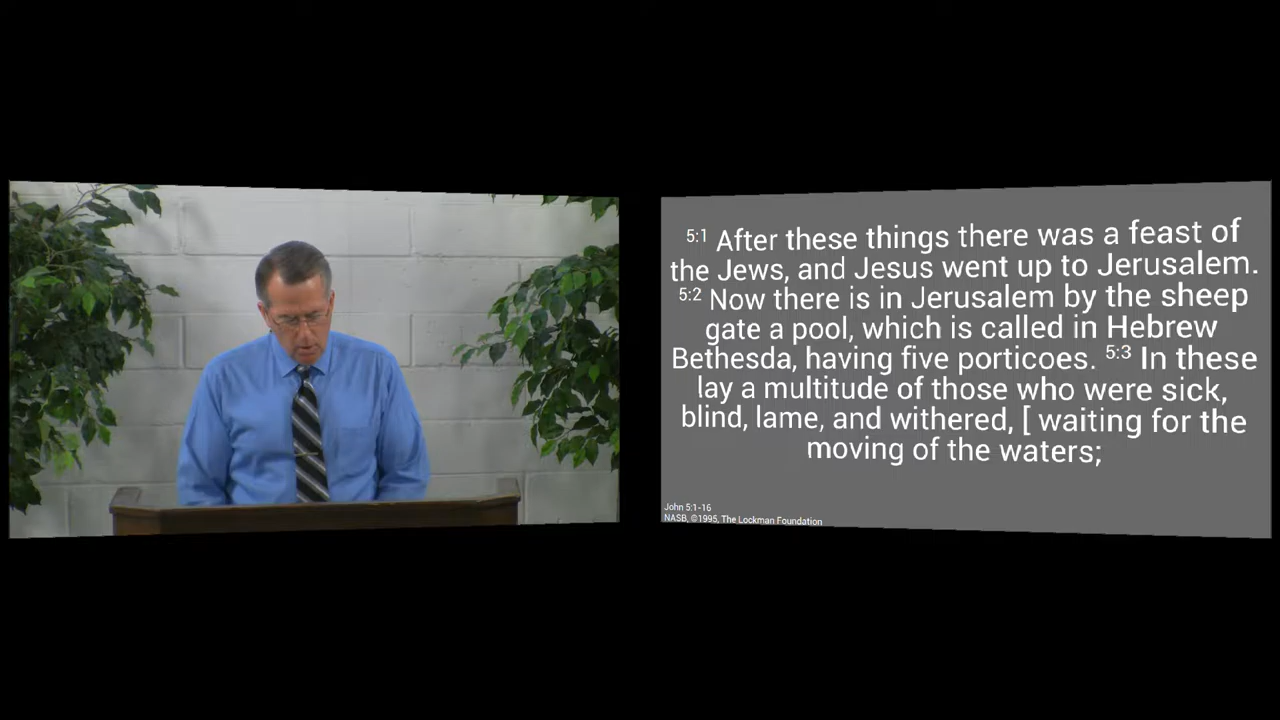 5:1 After these things there was a feast of
the Jews, and Jesus went up to Jerusalem.
5:2 Now there is in Jerusalem by the sheep
gate a pool, which is called in Hebrew
Bethesda, having five porticoes. 5:3 In these
lay a multitude of those who were sick,
blind, lame, and withered, [ waiting for the
moving of the waters;
John 5:1-16
NASB, ©1995, The Lockman Foundation